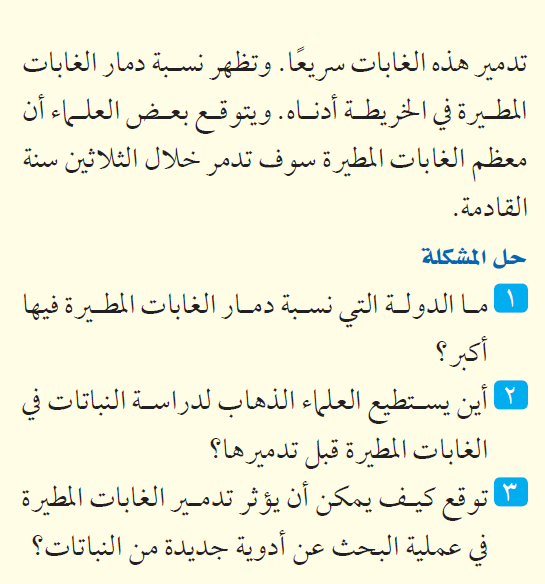 تدمير هذه الغابات سريعًا. وتظهر نسبة دمار الغابات
المطيرة في الخريطة أدناه. ويتوقع بعض العلماء أن
معظم الغابات المطيرة سوف تدمر خلال الثلاثين سنة
القادمة.
حل المشكلة
١ ما الدولة التي نسبة دمار الغابات المطيرة فيها
أكبر؟
٢ أين يستطيع العلماء الذهاب لدراسة النباتات في
الغابات المطيرة قبل تدميرها؟
٣ توقع كيف يمكن أن يؤثر تدمير الغابات المطيرة
في عملية البحث عن أدوية جديدة من النباتات؟